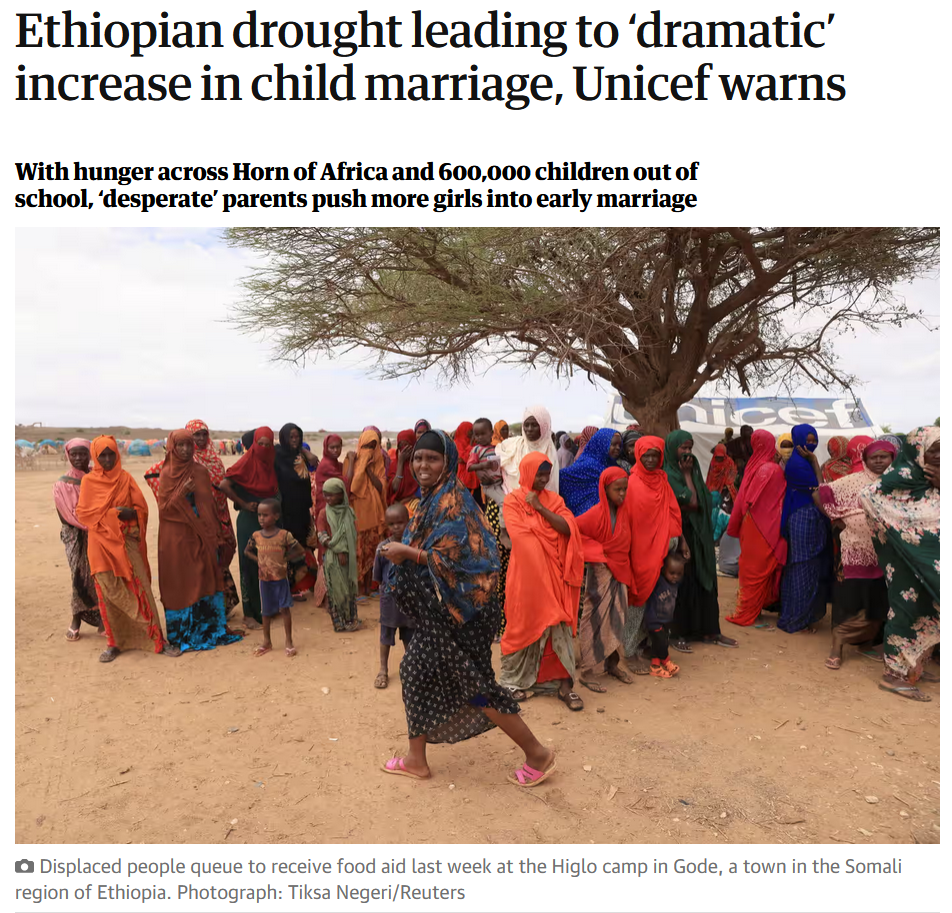 Ethiopian drought leading to ‘dramatic’
increase in child marriage, Unicef warns
With hunger across Horn of Africa and 600,000 children out of
school, ‘desperate’ parents push more girls into early marriage
unicef
Displaced people queue to receive food aid last week at the Higlo camp in Gode, a town in the Somali
region of Ethiopia. Photograph: Tiksa Negeri/Reuters